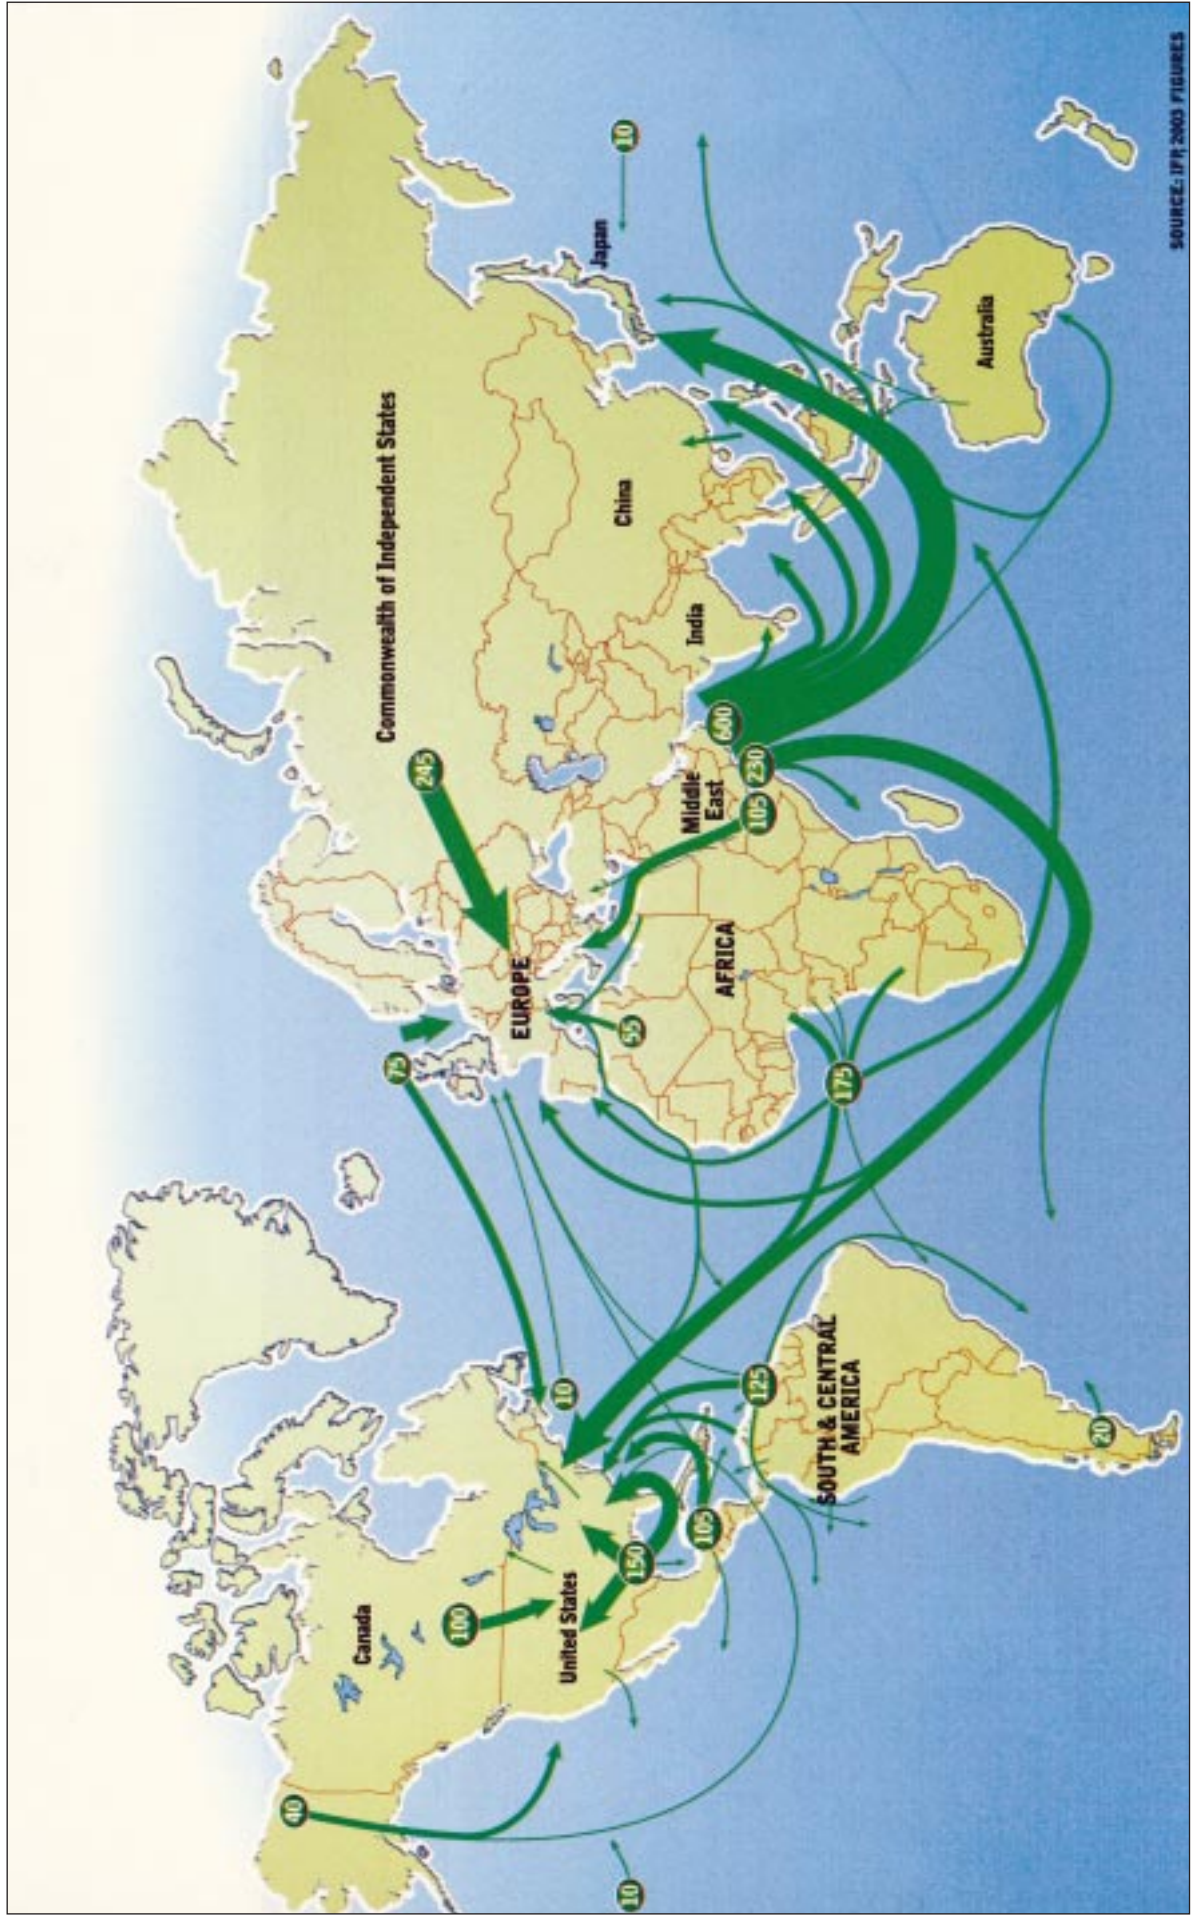 40
Canada
100
United States
10
150
105
10
125
SOUTH & CENTRAL
AMERICA
20
75
EUROPE
55
AFRICA
175
Commonwealth of Independent States
245
Middle
East
105
230
600
India
China
Japan
10
Australia
SOURCE: IFP, 2003 FIGURES